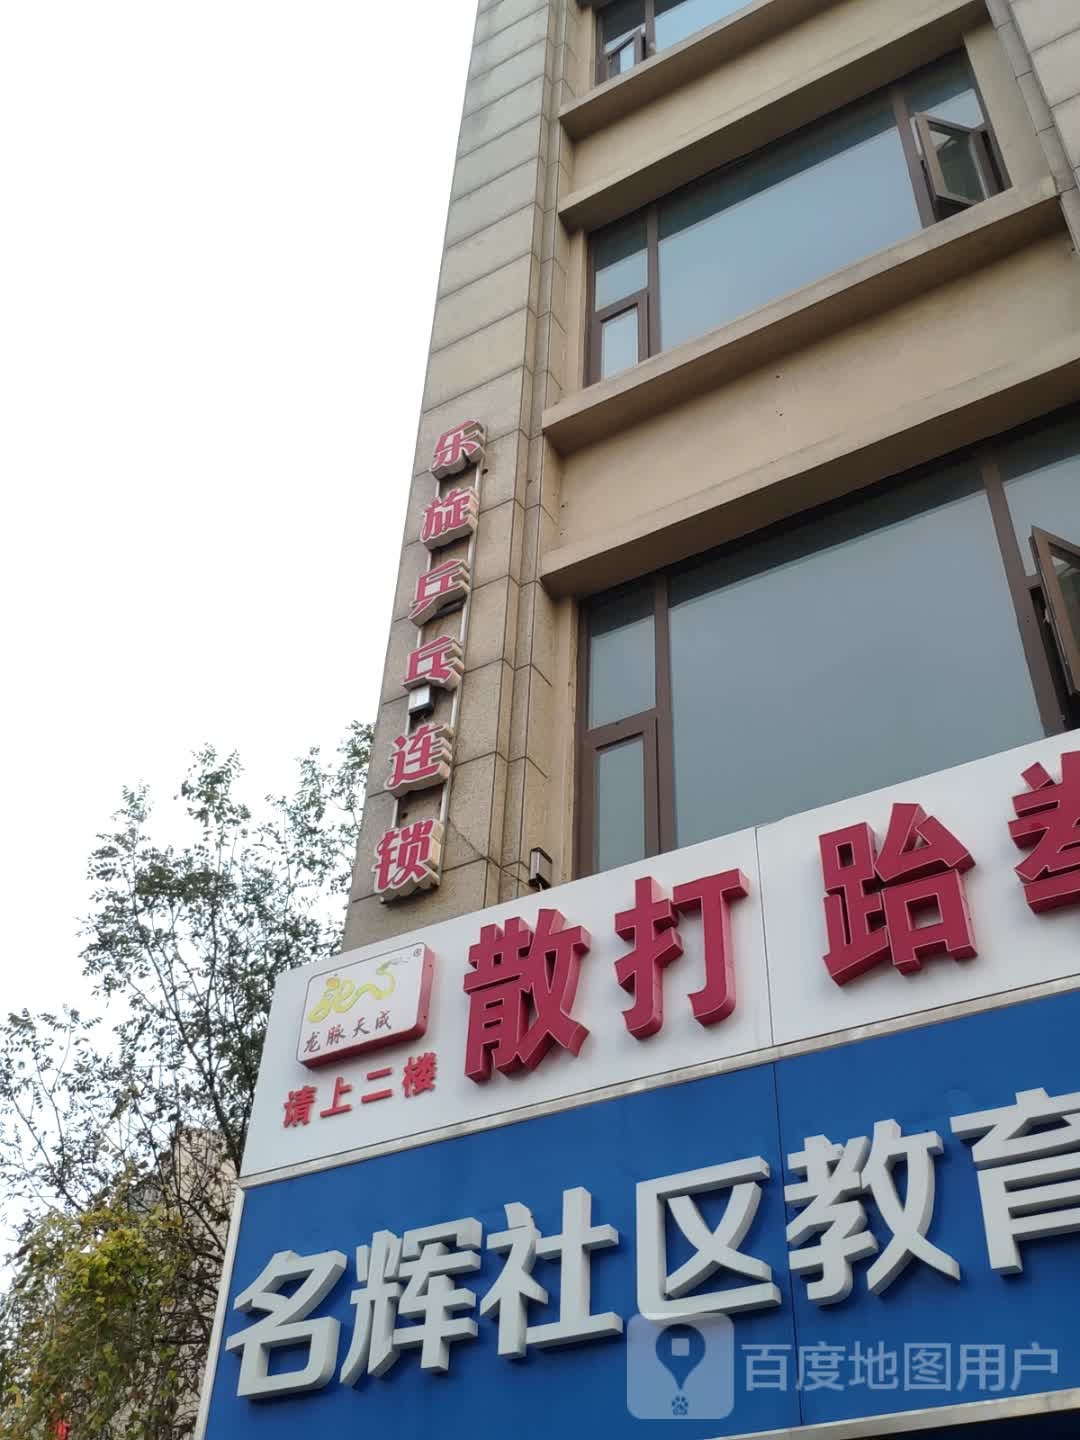 乐旋乒乓连锁
散打 跆拳
龙脉天成
请上二楼
名辉社区教育
百度地图用户